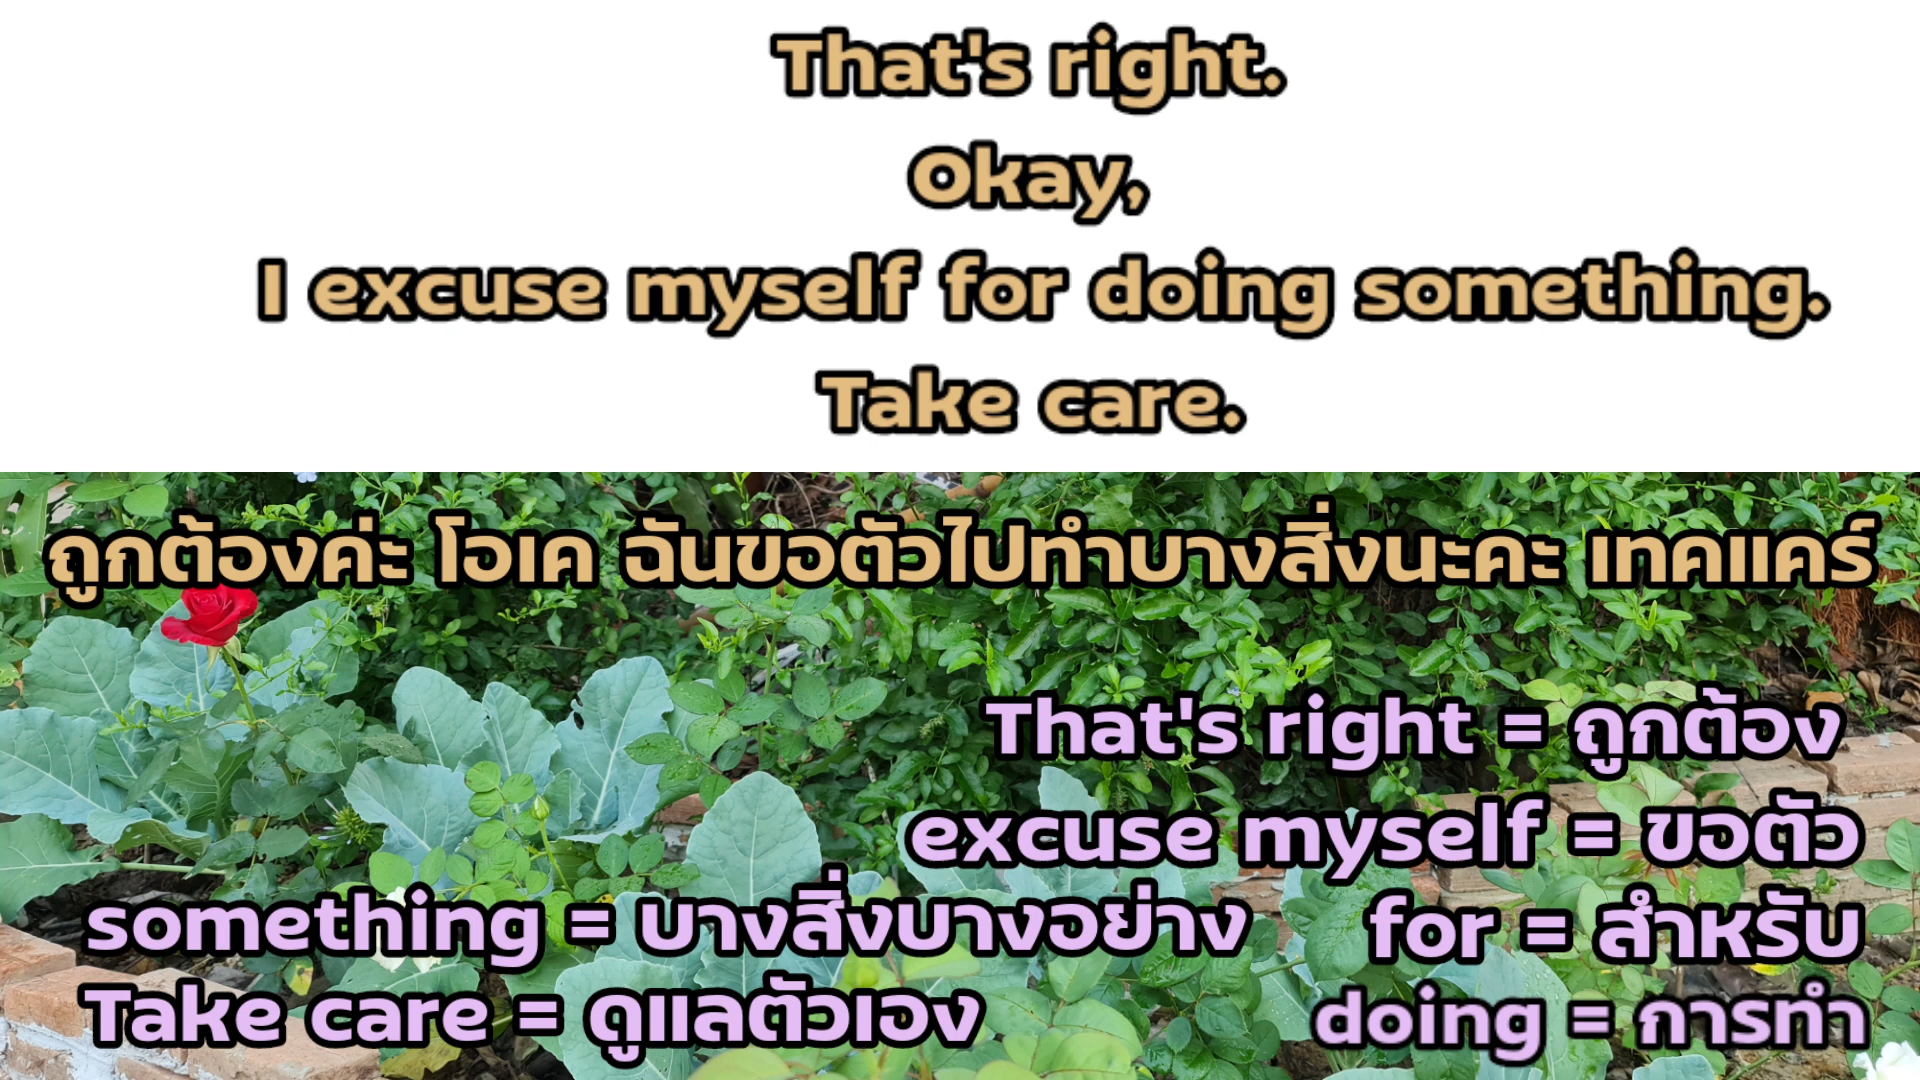 That's right.
Okay,
I excuse myself for doing something.
Take care.
ถูกต้องค่ะ โอเค ฉันขอตัวไปทำบางสิ่งนะคะ เทคแคร์
That's right = ถูกต้อง
excuse myself = ขอตัว
something = บางสิ่งบางอย่าง
for = สำหรับ
Take care = ดูแลตัวเอง
doing = การทำ